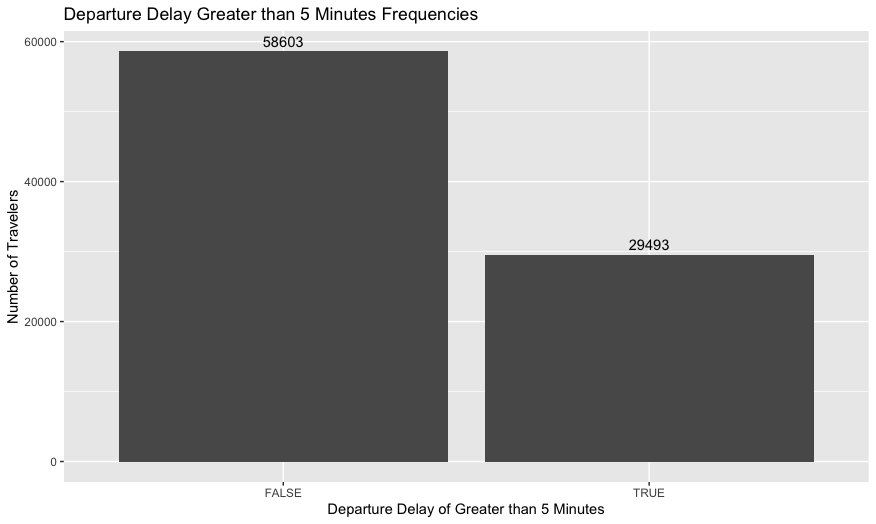 Departure Delay Greater than 5 Minutes Frequencies
60000
58603
40000
Number of Travelers
29493
20000
0
FALSE
TRUE
Departure Delay of Greater than 5 Minutes